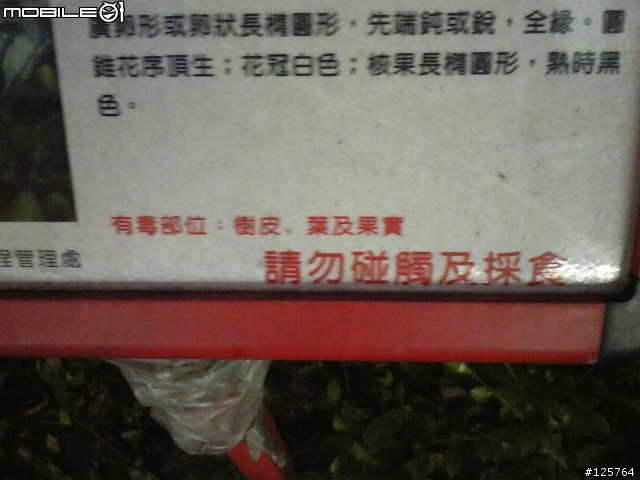 MOBILE01
廣卵形或卵狀長橢圓形，先端鈍或銳，全緣。圓
錐花序頂生；花冠白色；核果長橢圓形，熟時黑
色。
有毒部位：樹皮、葉及果實
程管理處
請勿碰觸及採食
#125764